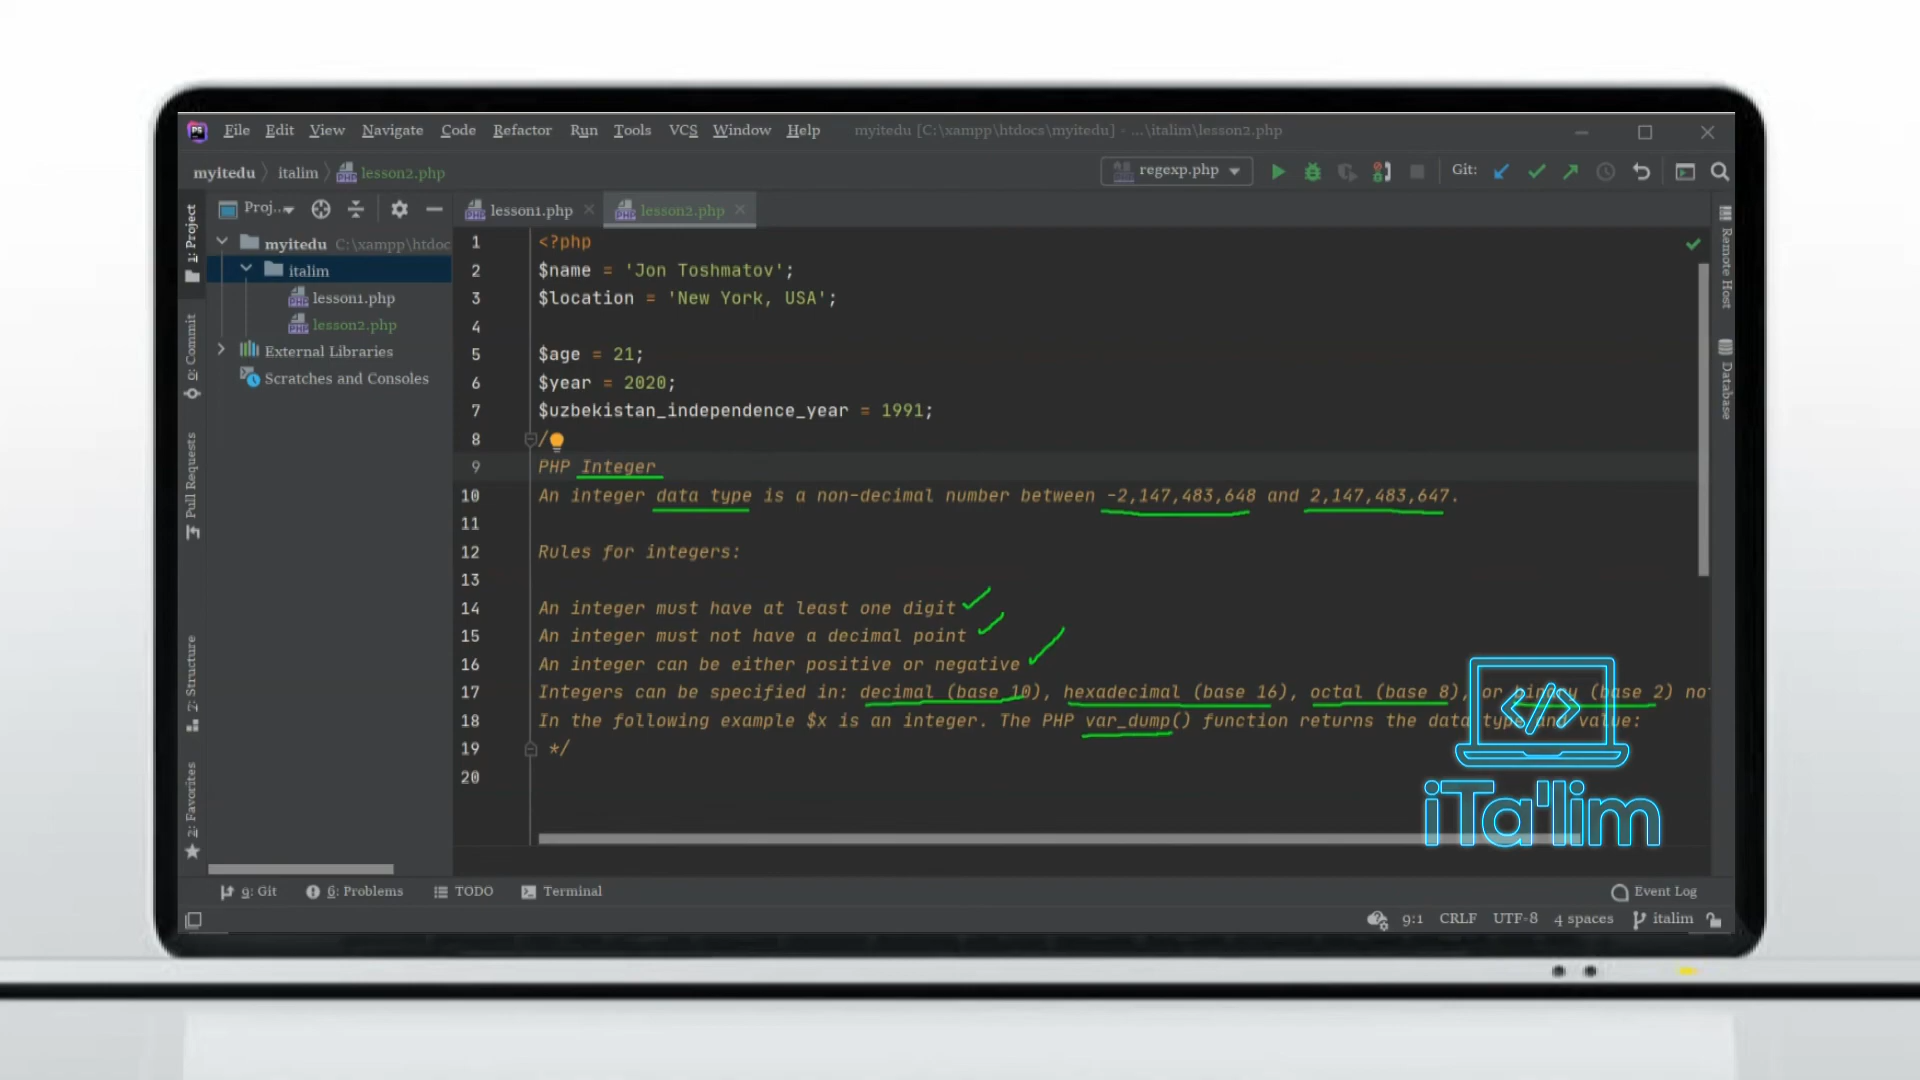 PS File Edit View Navigate Code Refactor Run Tools VCS Window Help myitedu [C:\xampp\htdocs\myitedu] - ...\italim\lesson2.php
myitedu italim lesson2.php regexp.php Git:
Proj... lesson1.php lesson2.php
1: Project
0: Commit
Pull Requests
2: Structure
2: Favorites
myitedu C:\xampp\htdoc
italim
lesson1.php
lesson2.php
External Libraries
Scratches and Consoles
1 <?php
2 $name = 'Jon Toshmatov';
3 $location = 'New York, USA';
4
5 $age = 21;
6 $year = 2020;
7 $uzbekistan_independence_year = 1991;
8 /
9 PHP Integer
10 An integer data type is a non-decimal number between -2,147,483,648 and 2,147,483,647.
11
12 Rules for integers:
13
14 An integer must have at least one digit
15 An integer must not have a decimal point
16 An integer can be either positive or negative
17 Integers can be specified in: decimal (base 10), hexadecimal (base 16), octal (base 8), or binary (base 2) no
18 In the following example $x is an integer. The PHP var_dump() function returns the data type and value:
19 */
20
Remote Host
Database
</> iTa'lim
9: Git 6: Problems TODO Terminal Event Log
9:1 CRLF UTF-8 4 spaces italim